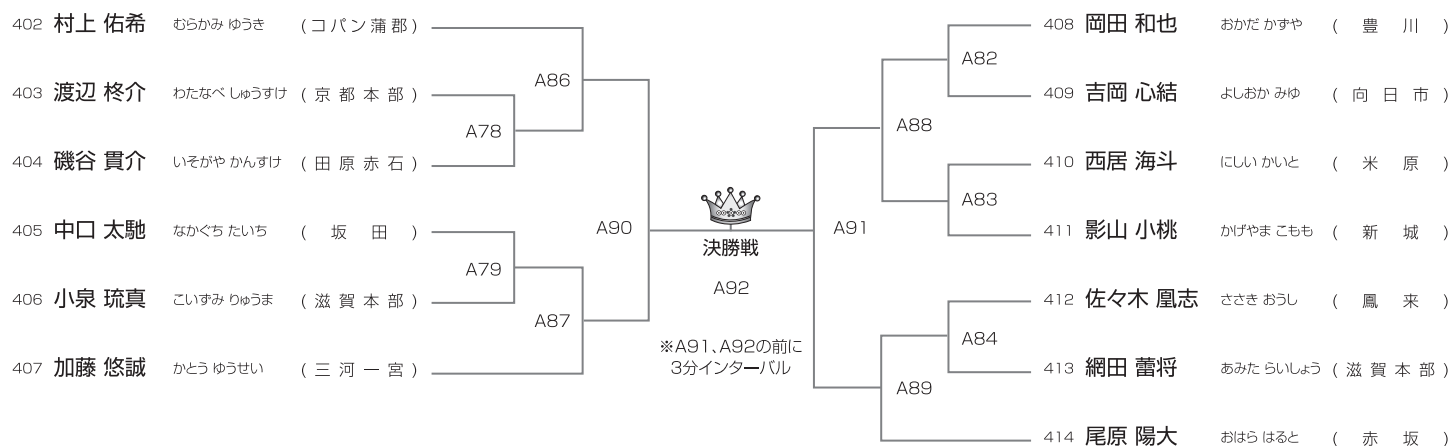 402 村上 佑希 むらかみ ゆうき (コパン蒲郡)
403 渡辺 柊介 わたなべ しゅうすけ (京都本部)
404 磯谷 貫介 いそがや かんすけ (田原赤石)
405 中口 太馳 なかぐち たいち (坂田)
406 小泉 琉真 こいずみ りゅうま (滋賀本部)
407 加藤 悠誠 かとう ゆうせい (三河一宮)
A86
A78
A90
A79
A87
決勝戦
A92
※A91、A92の前に
3分インターバル
A82
A88
A83
A91
A84
A89
408 岡田 和也 おかだ かずや (豊川)
409 吉岡 心結 よしおか みゆ (向日市)
410 西居 海斗 にしい かいと (米原)
411 影山 小桃 かげやま こもも (新城)
412 佐々木 凰志 ささき おうし (鳳来)
413 網田 蕾将 あみた らいしょう (滋賀本部)
414 尾原 陽大 おはら はると (赤坂)